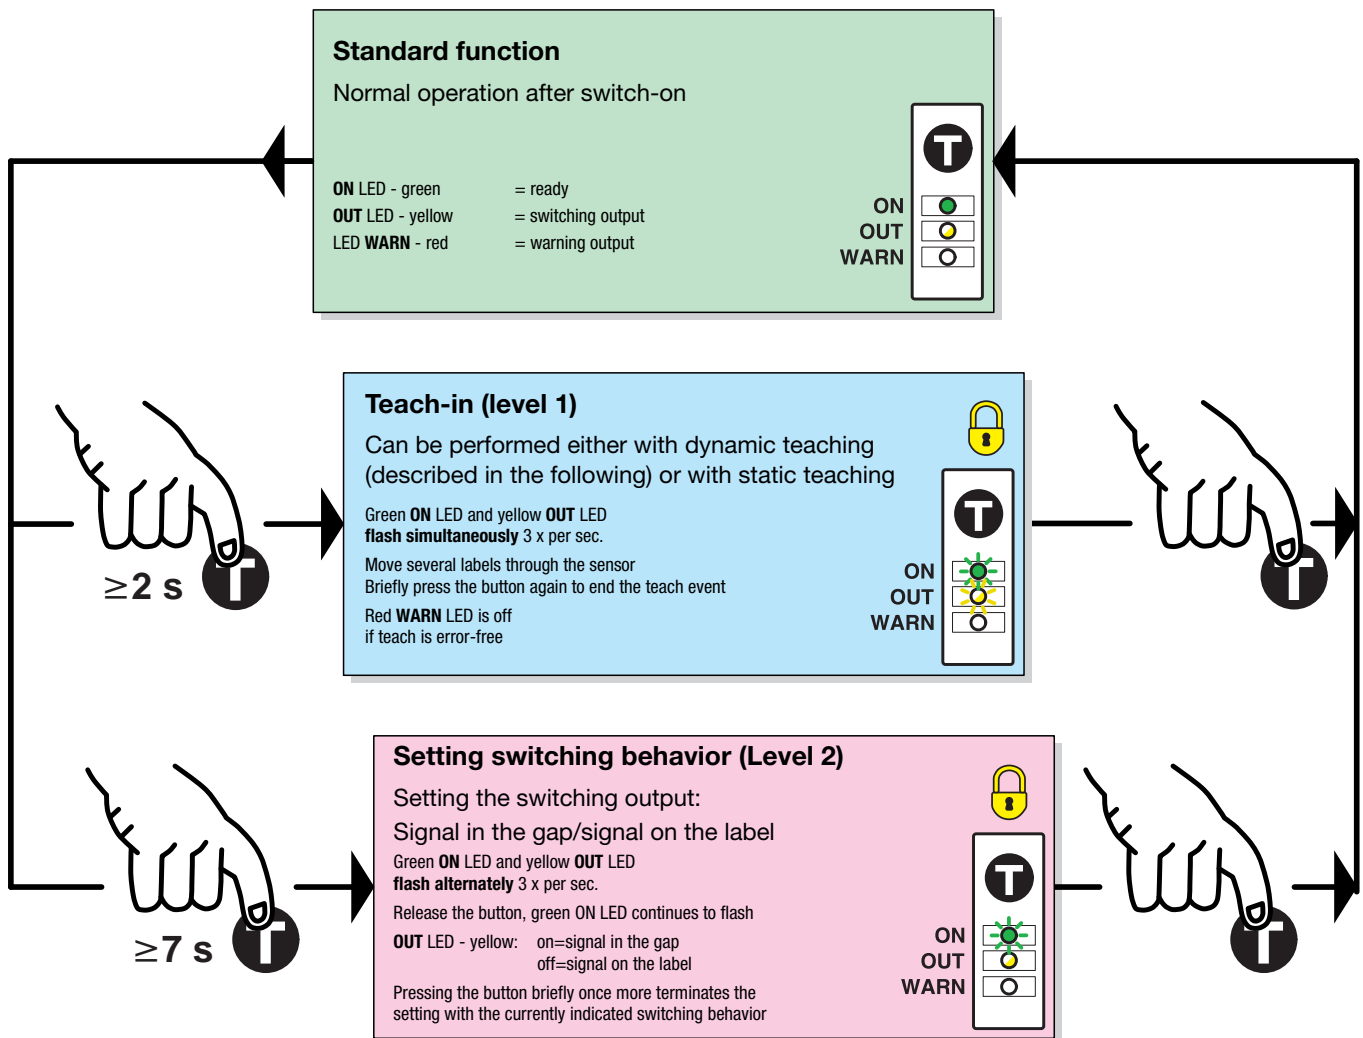 Standard function
Normal operation after switch-on
T
ON LED - green = ready
OUT LED - yellow = switching output
LED WARN - red = warning output
ON
OUT
WARN
Teach-in (level 1)
Can be performed either with dynamic teaching
(described in the following) or with static teaching
Green ON LED and yellow OUT LED
flash simultaneously 3 x per sec.
Move several labels through the sensor
Briefly press the button again to end the teach event
Red WARN LED is off
if teach is error-free
T
ON
OUT
WARN
≥2 s
T
T
Setting switching behavior (Level 2)
Setting the switching output:
Signal in the gap/signal on the label
Green ON LED and yellow OUT LED
flash alternately 3 x per sec.
Release the button, green ON LED continues to flash
OUT LED - yellow: on=signal in the gap
off=signal on the label
Pressing the button briefly once more terminates the
setting with the currently indicated switching behavior
T
ON
OUT
WARN
≥7 s
T
T